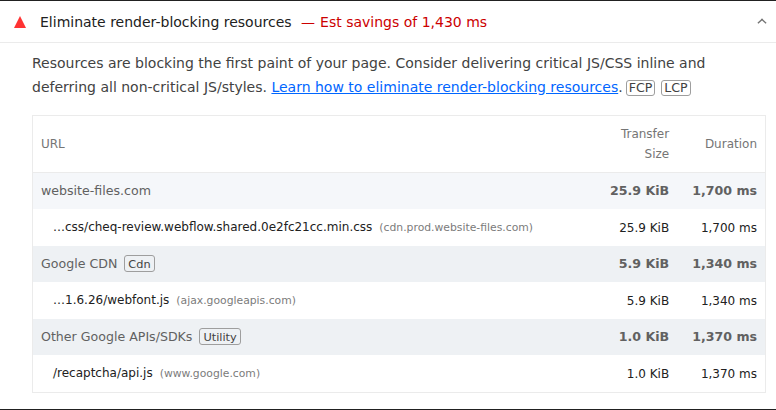 Eliminate render-blocking resources — Est savings of 1,430 ms
Resources are blocking the first paint of your page. Consider delivering critical JS/CSS inline and
deferring all non-critical JS/styles. Learn how to eliminate render-blocking resources. FCP LCP
URL Transfer Size Duration
website-files.com 25.9 KiB 1,700 ms
…css/cheq-review.webflow.shared.0e2fc21cc.min.css (cdn.prod.website-files.com) 25.9 KiB 1,700 ms
Google CDN Cdn 5.9 KiB 1,340 ms
…1.6.26/webfont.js (ajax.googleapis.com) 5.9 KiB 1,340 ms
Other Google APIs/SDKs Utility 1.0 KiB 1,370 ms
/recaptcha/api.js (www.google.com) 1.0 KiB 1,370 ms